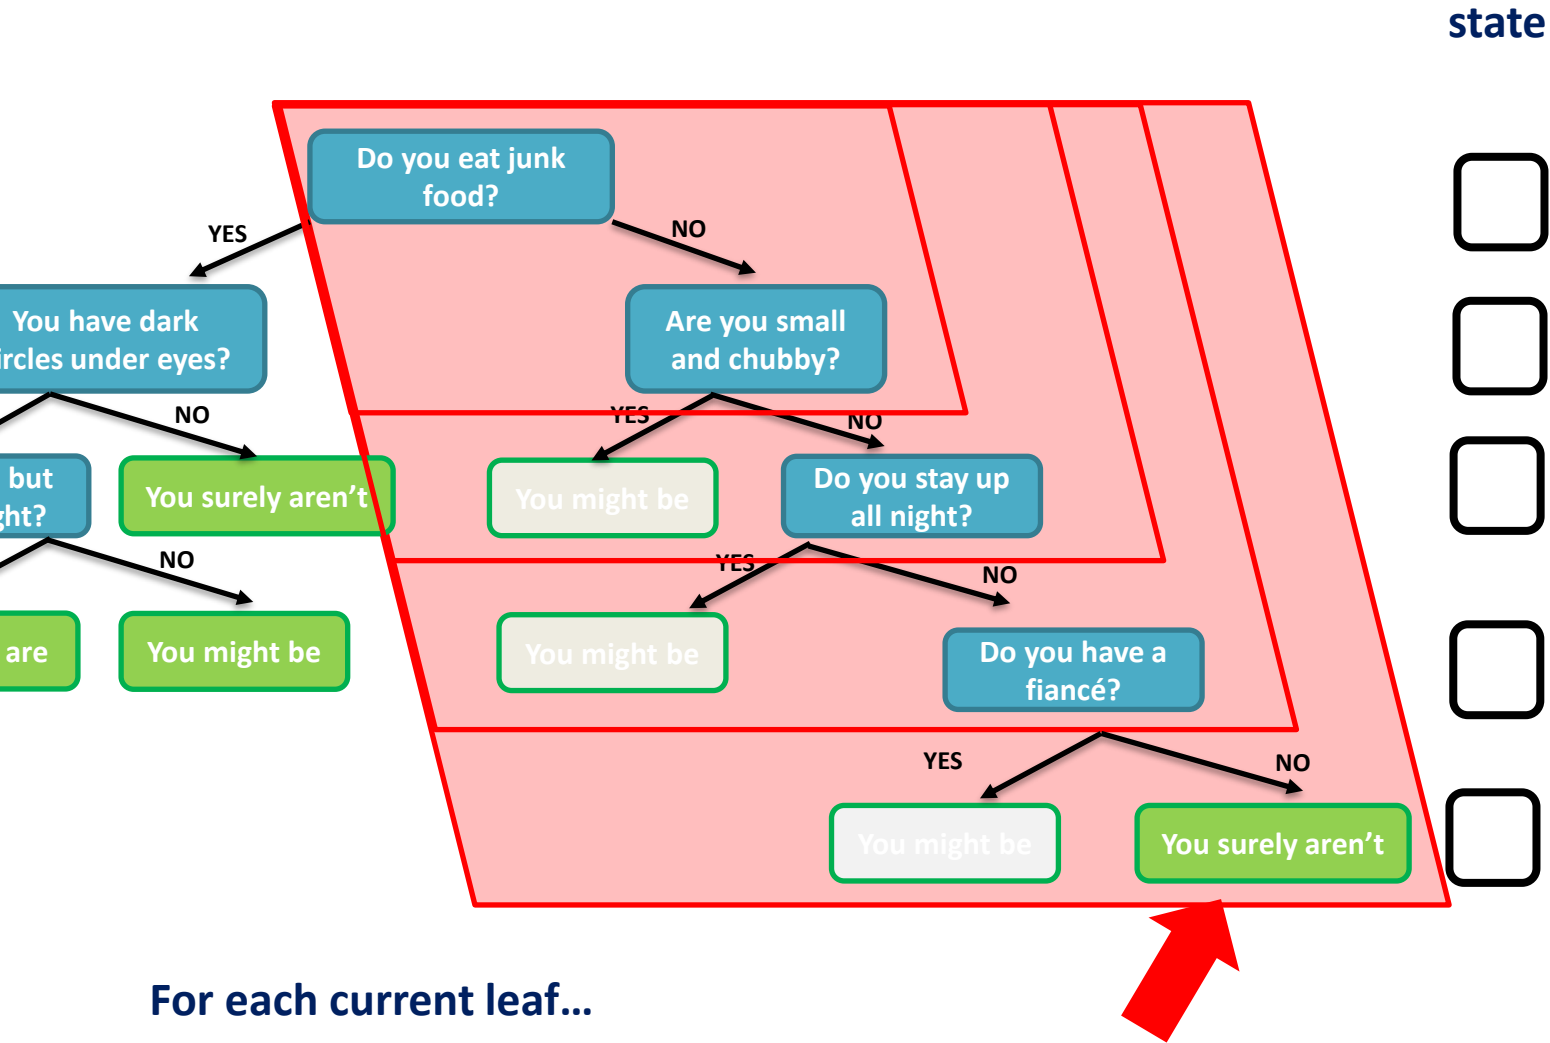 state
Do you eat junk
food?
YES
NO
You have dark
ircles under eyes?
Are you small
and chubby?
NO
YES
NO
but
ght?
You surely aren't
You might be
Do you stay up
all night?
NO
YES
NO
are
You might be
You might be
Do you have a
fiancé?
YES
NO
You might be
You surely aren't
For each current leaf...